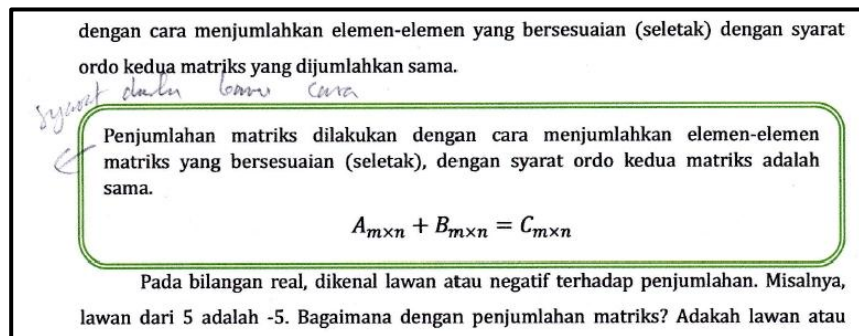 dengan cara menjumlahkan elemen-elemen yang bersesuaian (seletak) dengan syarat
ordo kedua matriks yang dijumlahkan sama.
syarat dulu baru cara
Penjumlahan matriks dilakukan dengan cara menjumlahkan elemen-elemen
matriks yang bersesuaian (seletak), dengan syarat ordo kedua matriks adalah
sama.
A_{m×n} + B_{m×n} = C_{m×n}
Pada bilangan real, dikenal lawan atau negatif terhadap penjumlahan. Misalnya,
lawan dari 5 adalah -5. Bagaimana dengan penjumlahan matriks? Adakah lawan atau